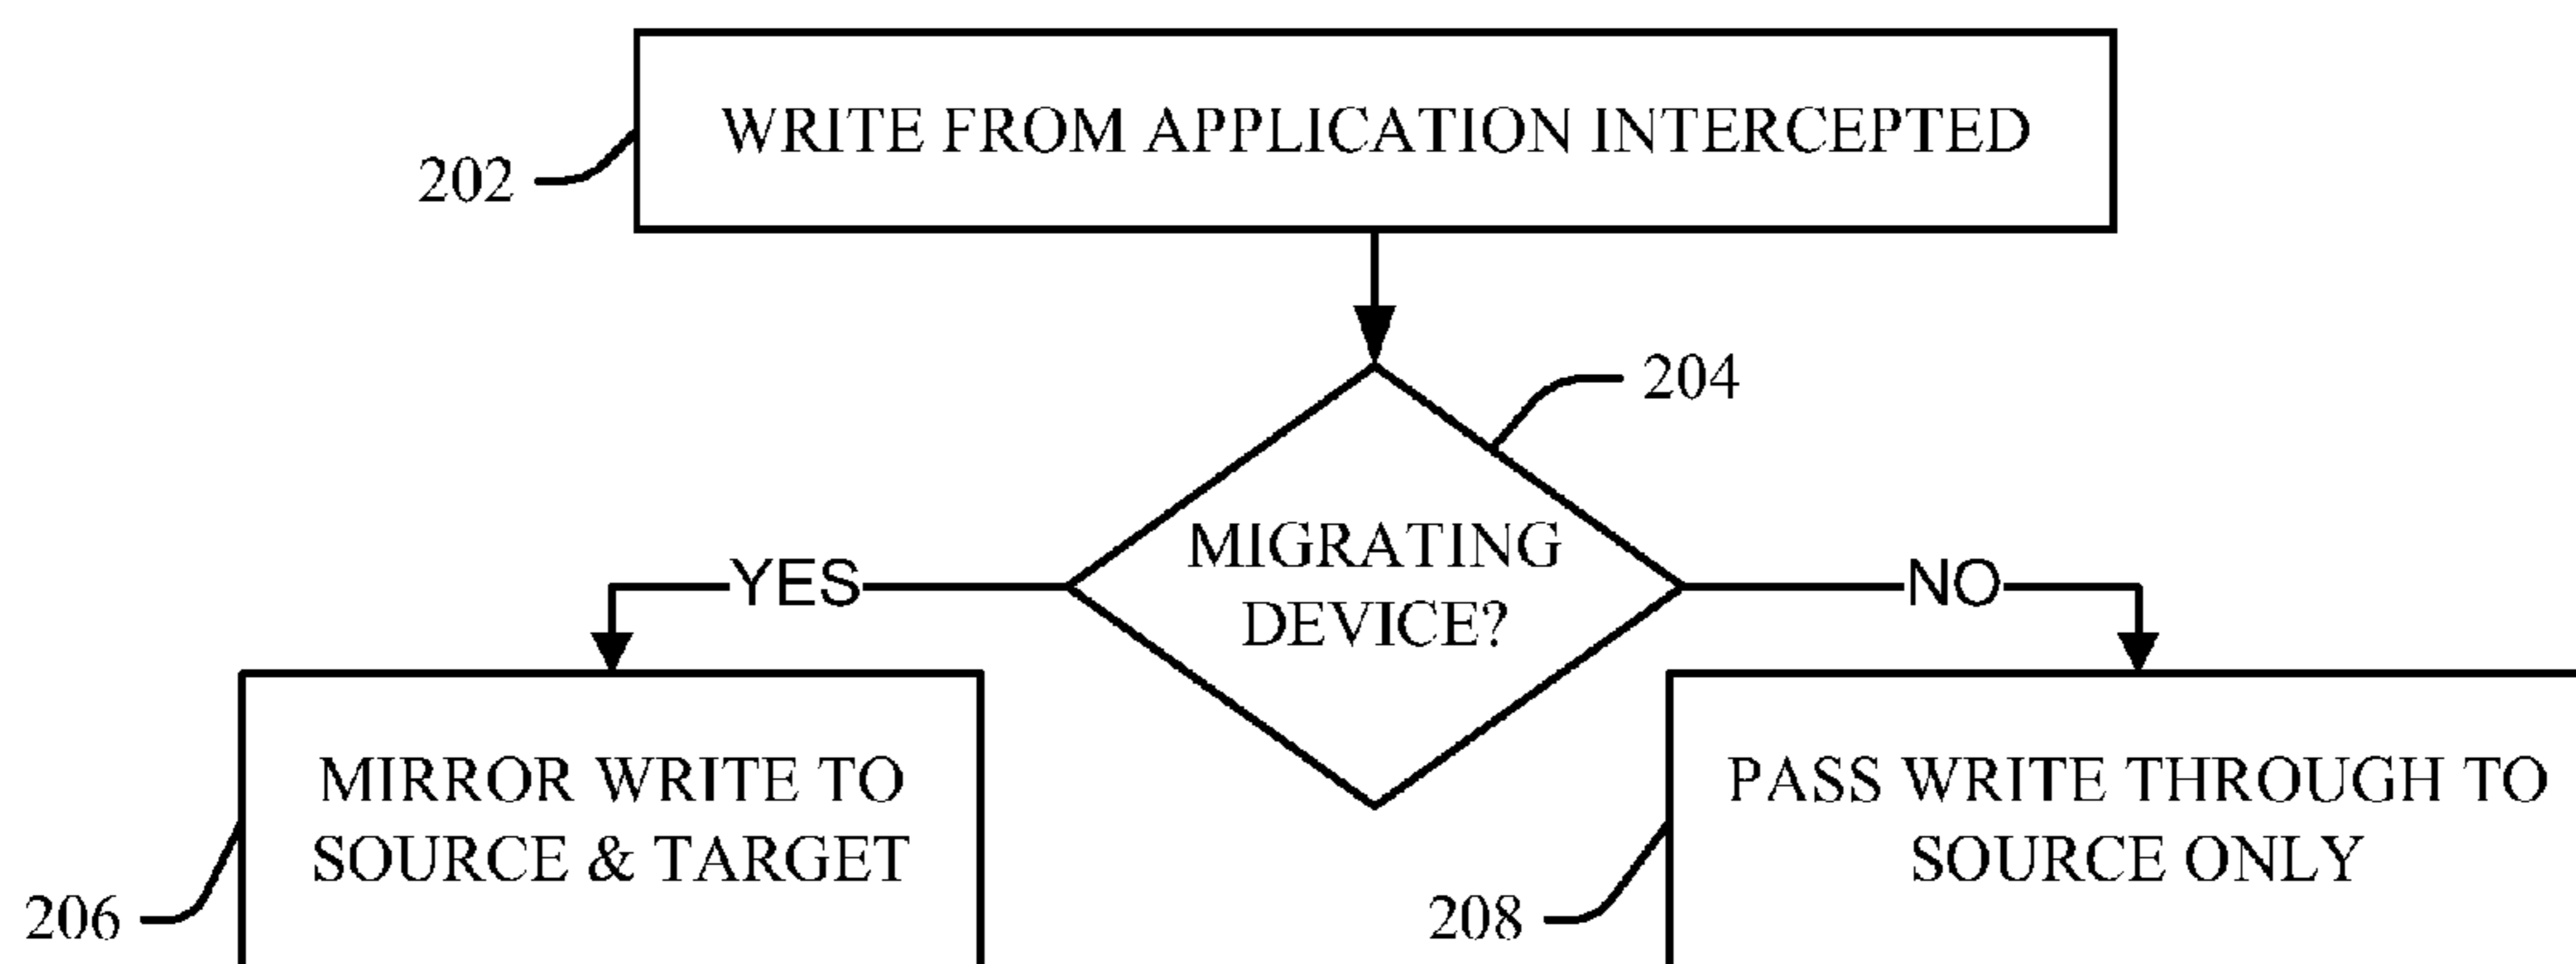 WRITE FROM APPLICATION INTERCEPTED
202
204
MIGRATING
DEVICE?
YES
NO
MIRROR WRITE TO
SOURCE & TARGET
206
PASS WRITE THROUGH TO
SOURCE ONLY
208